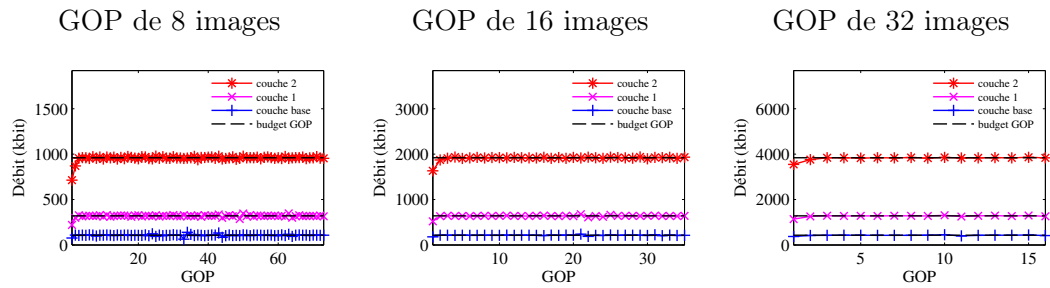 GOP de 8 images
GOP de 16 images
GOP de 32 images
Débit (kbit)
1500
1000
500
0
couche 2
couche 1
couche base
budget GOP
20
40
60
GOP
Débit (kbit)
3000
2000
1000
0
couche 2
couche 1
couche base
budget GOP
10
20
30
GOP
Débit (kbit)
6000
4000
2000
0
couche 2
couche 1
couche base
budget GOP
5
10
15
GOP